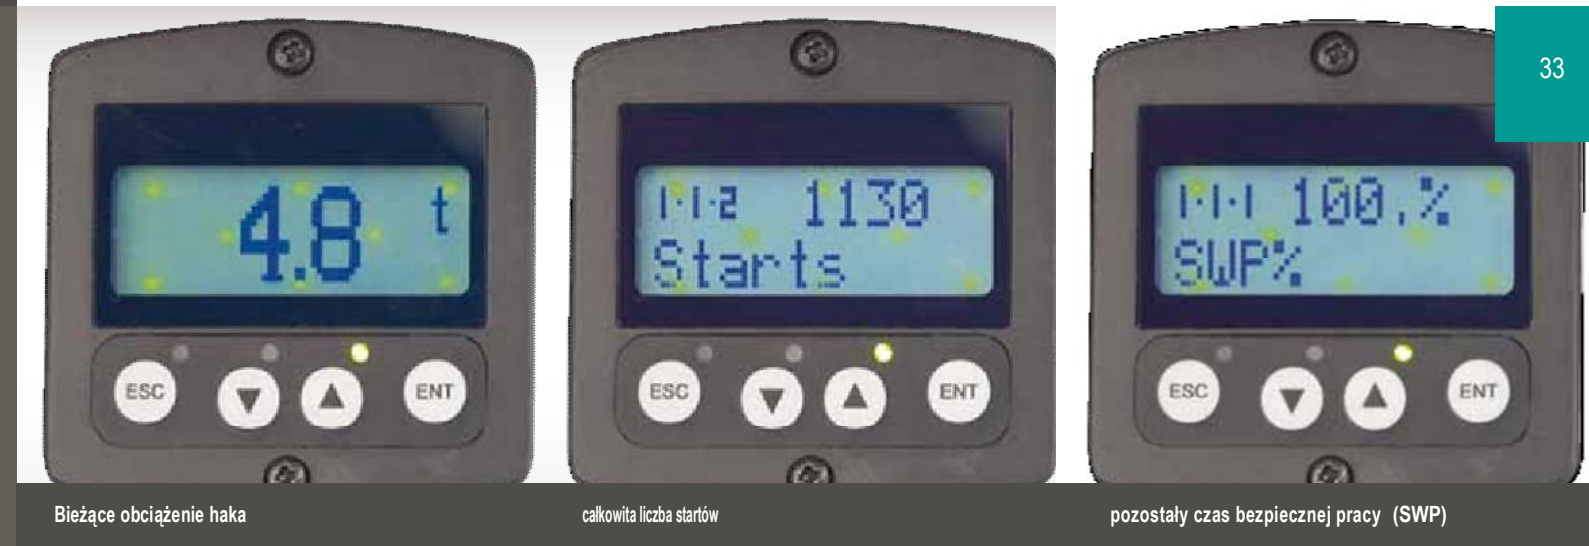 33
4.8 t
1-1-2 1130
Starts
1-1-1 100.%
SWP%
ESC ▼ ▲ ENT
ESC ▼ ▲ ENT
ESC ▼ ▲ ENT
Bieżące obciążenie haka
całkowita liczba startów
pozostały czas bezpiecznej pracy (SWP)